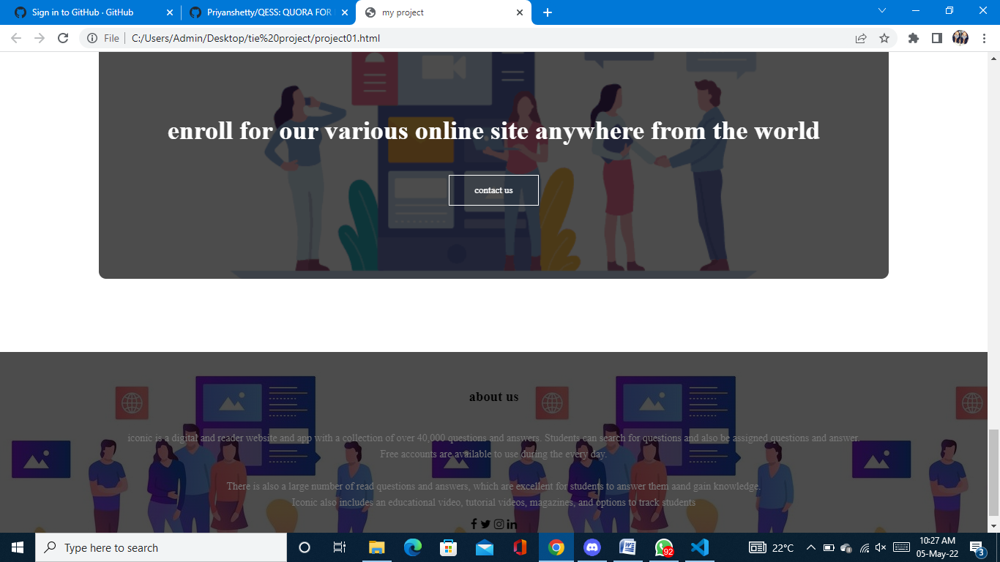 Sign in to GitHub · GitHub
Priyanshetty/QESS: QUORA FOR
my project
File
C:/Users/Admin/Desktop/tie%20project/project01.html
enroll for our various online site anywhere from the world
contact us
about us
iconic is a digital and reader website and app with a collection of over 40,000 questions and answers. Students can search for questions and also be assigned questions and answer.
Free accounts are available to use during the every day.
There is also a large number of read questions and answers, which are excellent for students to answer them aand gain knowledge.
Iconic also includes an educational video, tutorial videos, magazines, and options to track students
Type here to search
92
22°C
10:27 AM
05-May-22
3